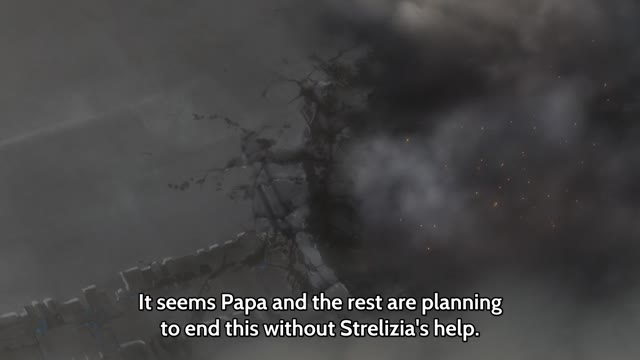 It seems Papa and the rest are planning
to end this without Strelizia's help.